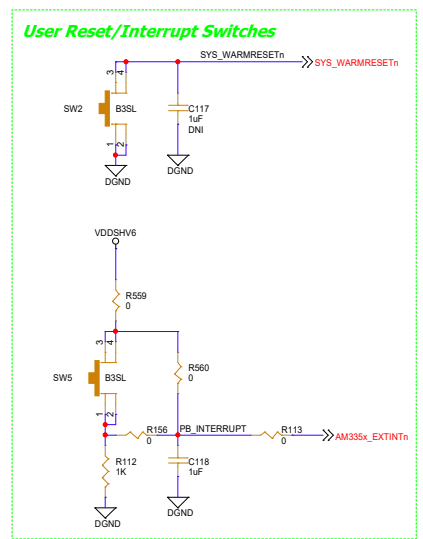 User Reset/Interrupt Switches
SYS_WARMRESETn
SYS_WARMRESETn
3
4
SW2
B3SL
C117
1uF
DNI
1
2
DGND
DGND
VDDSHV6
R559
0
3
4
R560
0
SW5
B3SL
1
2
R156
0
PB_INTERRUPT
R113
0
AM335x_EXTINTn
R112
1K
C118
1uF
DGND
DGND